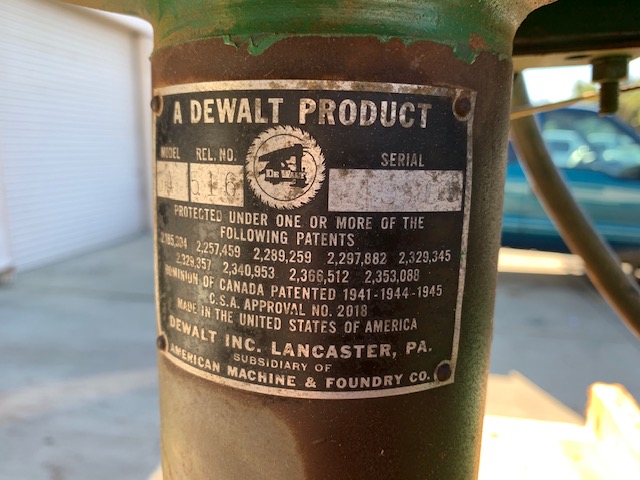 A DEWALT PRODUCT
MODEL REL. NO. SERIAL
DE WALT
PROTECTED UNDER ONE OR MORE OF THE
FOLLOWING PATENTS
2,257,459 2,289,259 2,297,882 2,329,345
2,329,357 2,340,953 2,366,512 2,353,088
DOMINION OF CANADA PATENTED 1941-1944-1945
C.S.A. APPROVAL NO. 2018
MADE IN THE UNITED STATES OF AMERICA
DEWALT INC. LANCASTER, PA.
SUBSIDIARY OF
AMERICAN MACHINE & FOUNDRY CO.